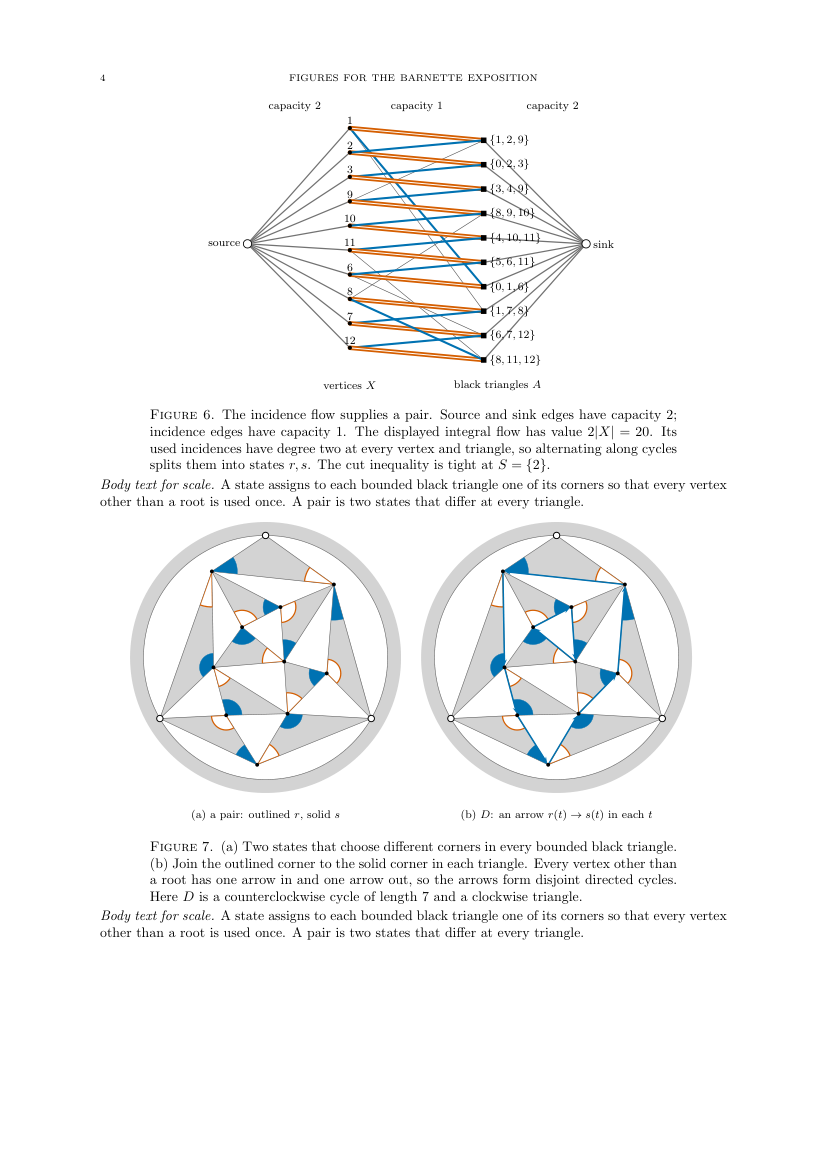 4
FIGURES FOR THE BARNETTE EXPOSITION
capacity 2 capacity 1 capacity 2
1
{1, 2, 9}
2
{0, 2, 3}
3
{3, 4, 9}
9
{8, 9, 10}
10
{4, 10, 11}
source
11
sink
{5, 6, 11}
6
{0, 1, 6}
8
{1, 7, 8}
7
{6, 7, 12}
12
{8, 11, 12}
vertices X black triangles A
FIGURE 6. The incidence flow supplies a pair. Source and sink edges have capacity 2;
incidence edges have capacity 1. The displayed integral flow has value 2|X| = 20. Its
used incidences have degree two at every vertex and triangle, so alternating along cycles
splits them into states r, s. The cut inequality is tight at S = {2}.
Body text for scale. A state assigns to each bounded black triangle one of its corners so that every vertex
other than a root is used once. A pair is two states that differ at every triangle.
(a) a pair: outlined r, solid s
(b) D: an arrow r(t) → s(t) in each t
FIGURE 7. (a) Two states that choose different corners in every bounded black triangle.
(b) Join the outlined corner to the solid corner in each triangle. Every vertex other than
a root has one arrow in and one arrow out, so the arrows form disjoint directed cycles.
Here D is a counterclockwise cycle of length 7 and a clockwise triangle.
Body text for scale. A state assigns to each bounded black triangle one of its corners so that every vertex
other than a root is used once. A pair is two states that differ at every triangle.